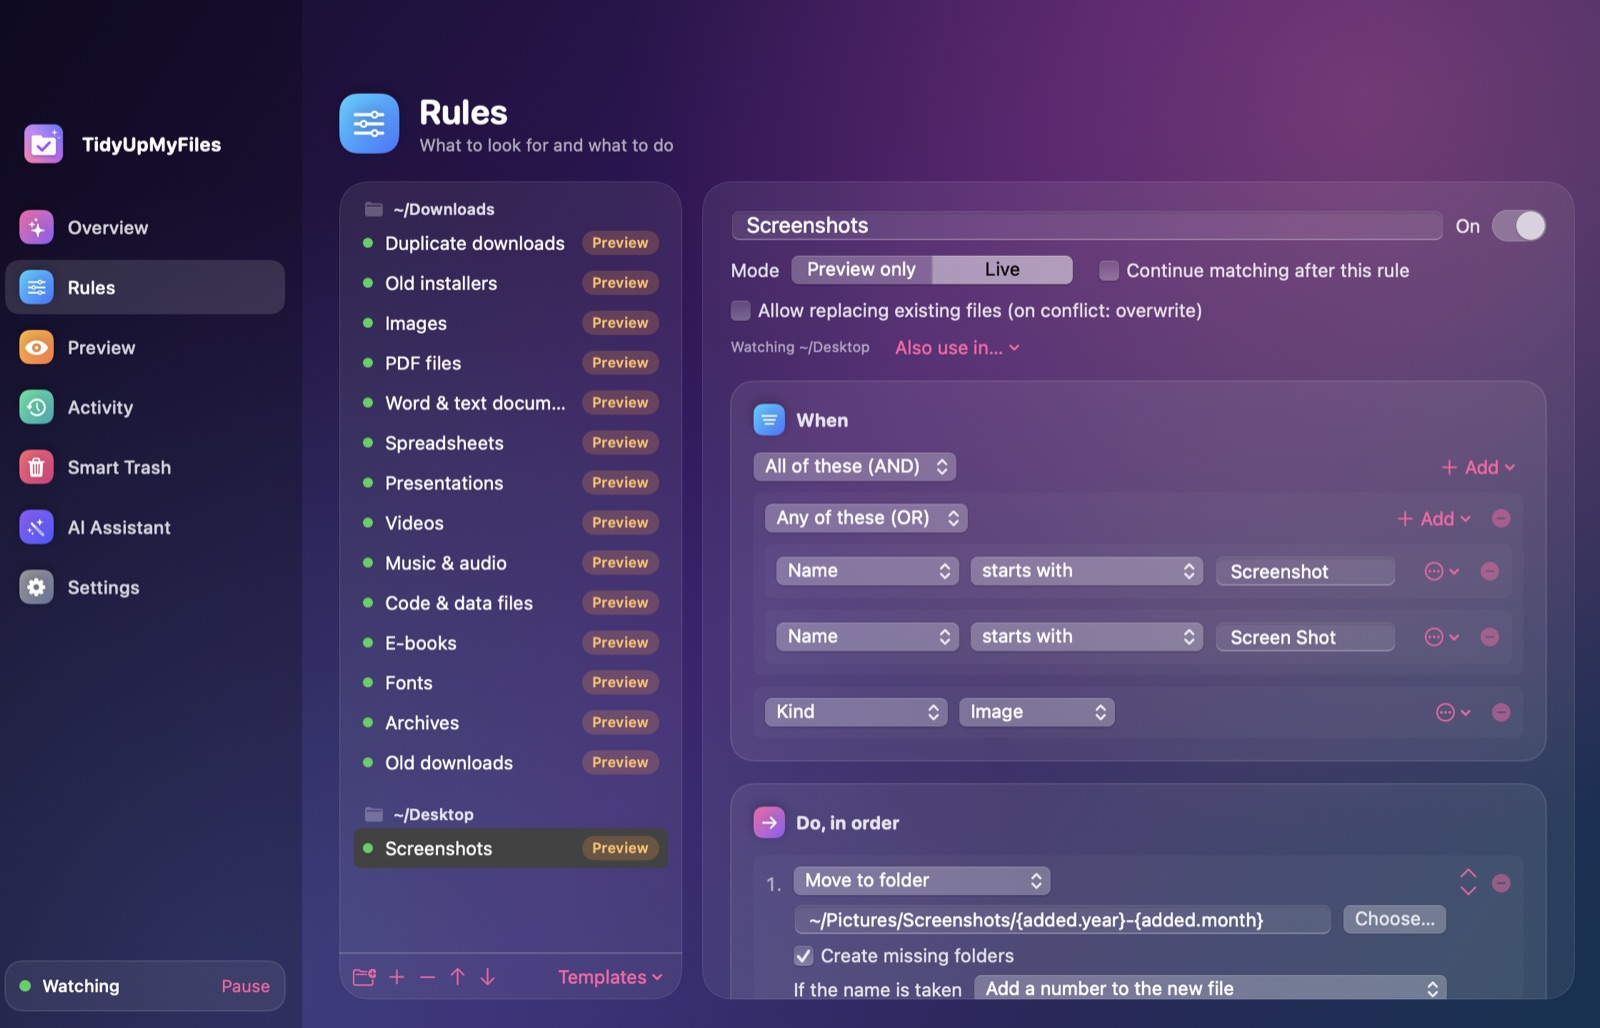 TidyUpMyFiles
Overview
Rules
Preview
Activity
Smart Trash
AI Assistant
Settings
Watching Pause
Rules
What to look for and what to do
~/Downloads
Duplicate downloads Preview
Old installers Preview
Images Preview
PDF files Preview
Word & text docum... Preview
Spreadsheets Preview
Presentations Preview
Videos Preview
Music & audio Preview
Code & data files Preview
E-books Preview
Fonts Preview
Archives Preview
Old downloads Preview
~/Desktop
Screenshots Preview
Templates
Screenshots On
Mode Preview only Live Continue matching after this rule
Allow replacing existing files (on conflict: overwrite)
Watching ~/Desktop Also use in...
When
All of these (AND) + Add
Any of these (OR) + Add
Name starts with Screenshot
Name starts with Screen Shot
Kind Image
Do, in order
1. Move to folder
~/Pictures/Screenshots/{added.year}-{added.month} Choose...
Create missing folders
If the name is taken Add a number to the new file